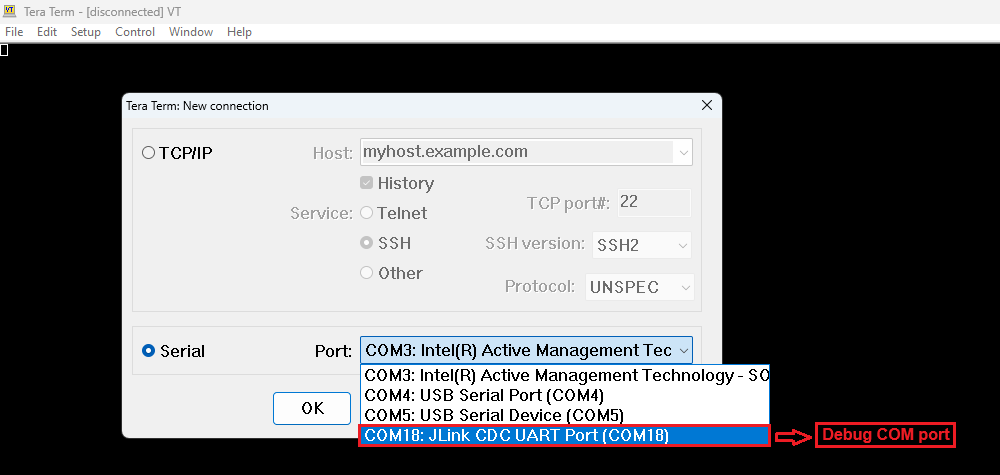 VT Tera Term - [disconnected] VT
File Edit Setup Control Window Help
Tera Term: New connection
TCP/IP Host: myhost.example.com
History
Service: Telnet TCP port#: 22
SSH SSH version: SSH2
Other Protocol: UNSPEC
Serial Port: COM3: Intel(R) Active Management Tec
COM3: Intel(R) Active Management Technology - SO
COM4: USB Serial Port (COM4)
OK COM5: USB Serial Device (COM5)
COM18: JLink CDC UART Port (COM18) Debug COM port